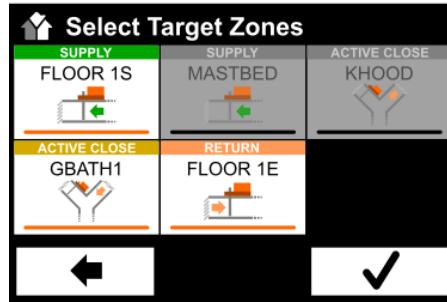 Select Target Zones
SUPPLY
FLOOR 1S
SUPPLY
MASTBED
ACTIVE CLOSE
KHOOD
ACTIVE CLOSE
GBATH1
RETURN
FLOOR 1E